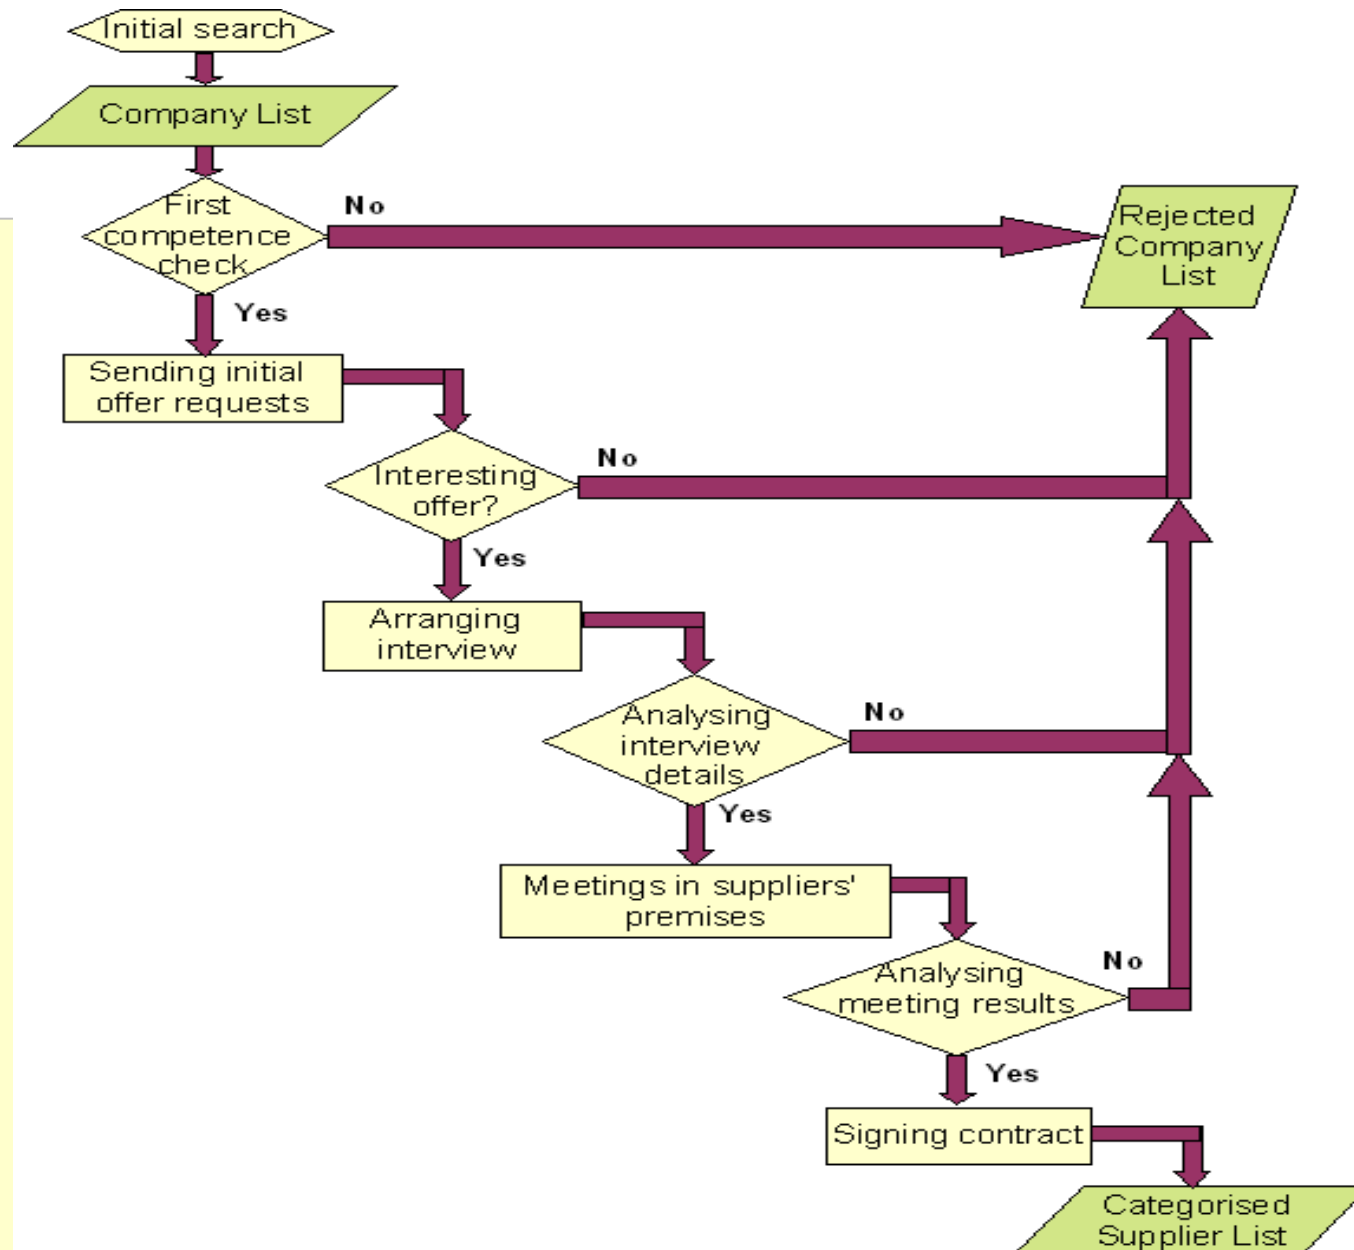 Initial search
Company List
First
competence
check
No
Rejected
Company
List
Yes
Sending initial
offer requests
Interesting
offer?
No
Yes
Arranging
interview
Analysing
interview
details
No
Yes
Meetings in suppliers'
premises
Analysing
meeting results
No
Yes
Signing contract
Categorised
Supplier List